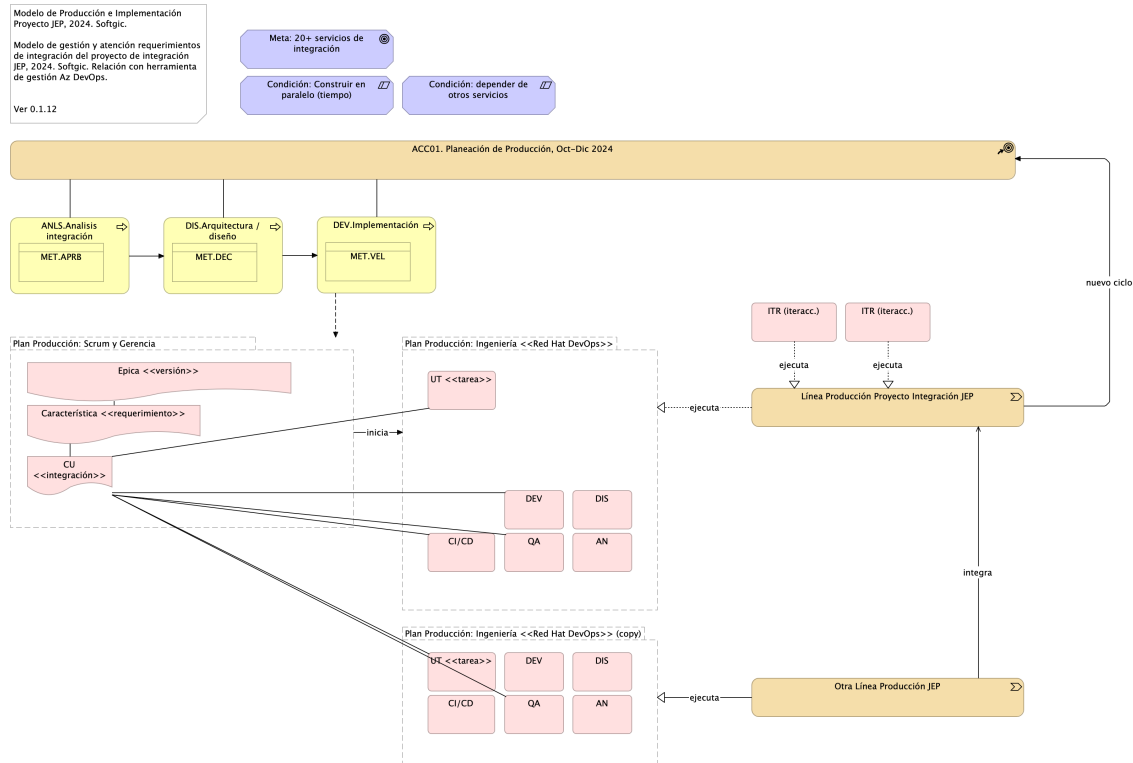 Modelo de Producción e Implementación
Proyecto JEP, 2024. Softgic.
Modelo de gestión y atención requerimientos
de integración del proyecto de integración
JEP, 2024. Softgic. Relación con herramienta
de gestión Az DevOps.
Ver 0.1.12
Meta: 20+ servicios de
integración
Condición: Construir en
paralelo (tiempo)
Condición: depender de
otros servicios
ACC01. Planeación de Producción, Oct-Dic 2024
ANLS.Analisis
integración
MET.APRB
DIS.Arquitectura /
diseño
MET.DEC
DEV.Implementación
MET.VEL
nuevo ciclo
ITR (iteracc.)
ITR (iteracc.)
ejecuta
ejecuta
Plan Producción: Scrum y Gerencia
Epica <<versión>>
Característica <<requerimiento>>
CU
<<integración>>
inicia
Plan Producción: Ingeniería <<Red Hat DevOps>>
UT <<tarea>>
DEV
DIS
CI/CD
QA
AN
ejecuta
Línea Producción Proyecto Integración JEP
integra
Plan Producción: Ingeniería <<Red Hat DevOps>> (copy)
UT <<tarea>>
DEV
DIS
CI/CD
QA
AN
ejecuta
Otra Línea Producción JEP